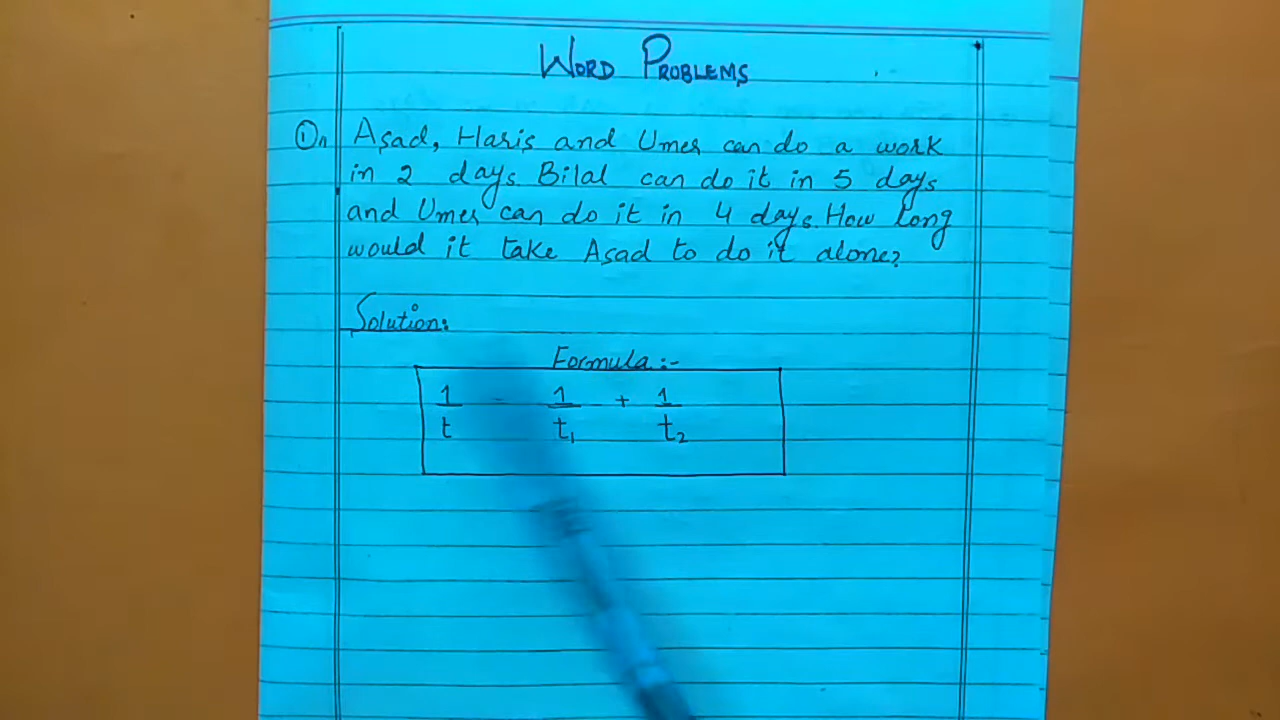 WORD PROBLEMS
① Asad, Haris and Umer can do a work
in 2 days. Bilal can do it in 5 days
and Umer can do it in 4 days. How long
would it take Asad to do it alone?
Solution:
Formula:-
1/t = 1/t₁ + 1/t₂